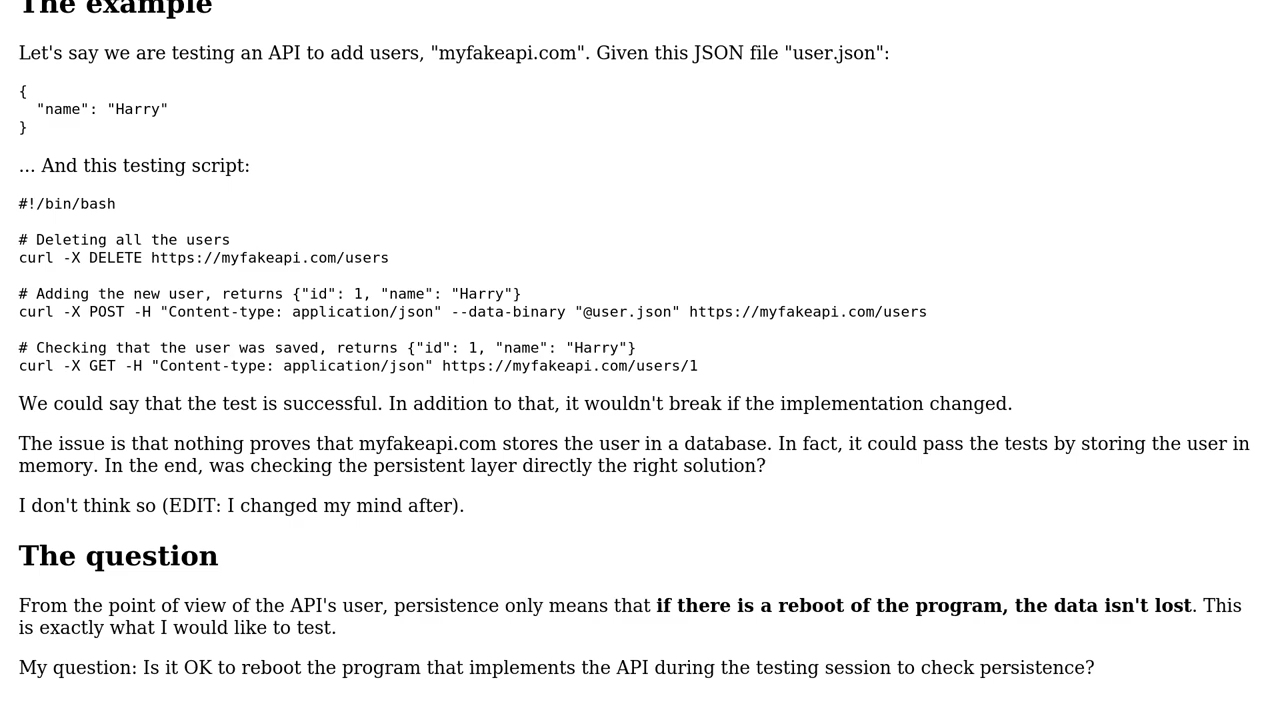 The example
Let's say we are testing an API to add users, "myfakeapi.com". Given this JSON file "user.json":
{
  "name": "Harry"
}
... And this testing script:
#!/bin/bash
# Deleting all the users
curl -X DELETE https://myfakeapi.com/users
# Adding the new user, returns {"id": 1, "name": "Harry"}
curl -X POST -H "Content-type: application/json" --data-binary "@user.json" https://myfakeapi.com/users
# Checking that the user was saved, returns {"id": 1, "name": "Harry"}
curl -X GET -H "Content-type: application/json" https://myfakeapi.com/users/1
We could say that the test is successful. In addition to that, it wouldn't break if the implementation changed.
The issue is that nothing proves that myfakeapi.com stores the user in a database. In fact, it could pass the tests by storing the user in
memory. In the end, was checking the persistent layer directly the right solution?
I don't think so (EDIT: I changed my mind after).
The question
From the point of view of the API's user, persistence only means that if there is a reboot of the program, the data isn't lost. This
is exactly what I would like to test.
My question: Is it OK to reboot the program that implements the API during the testing session to check persistence?